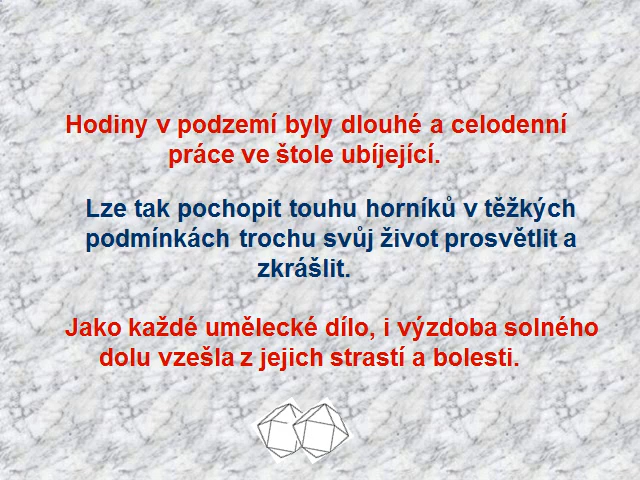 Hodiny v podzemí byly dlouhé a celodenní
práce ve štole ubíjející.
Lze tak pochopit touhu horníků v těžkých
podmínkách trochu svůj život prosvětlit a
zkrášlit.
Jako každé umělecké dílo, i výzdoba solného
dolu vzešla z jejich strastí a bolesti.